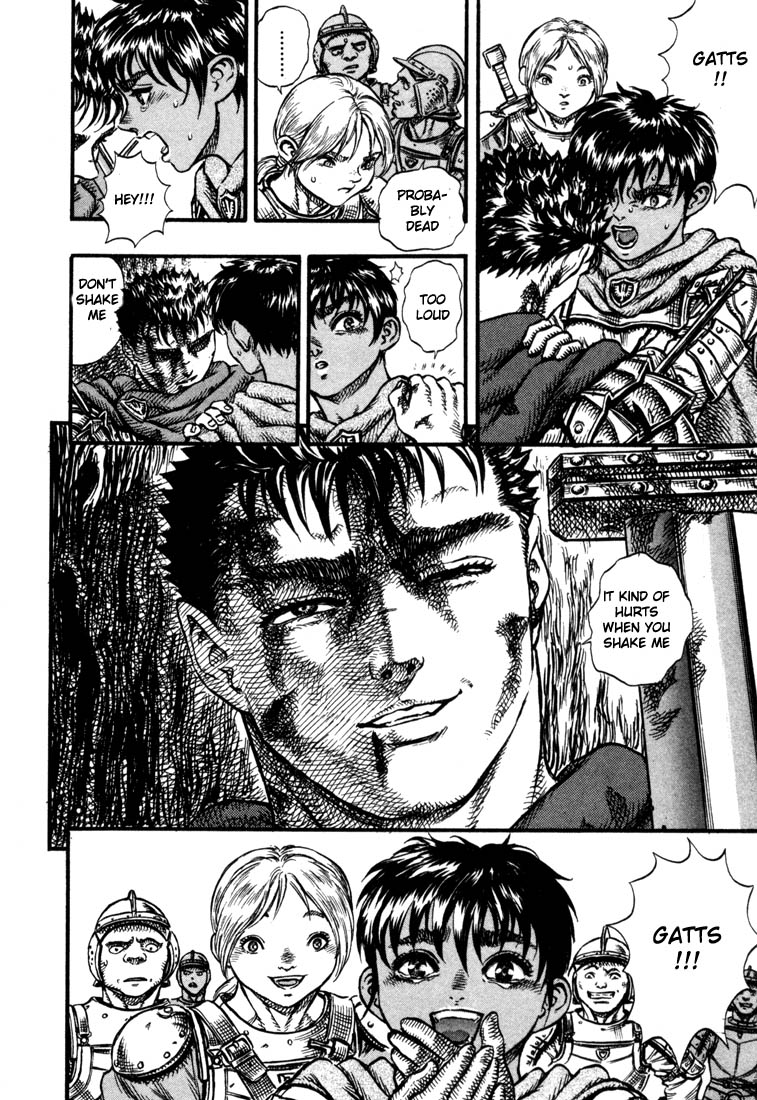 GATTS
!!
.........
PROBA-
BLY
DEAD
HEY!!!
TOO
LOUD
DON'T
SHAKE
ME
IT KIND OF
HURTS
WHEN YOU
SHAKE ME
GATTS
!!!